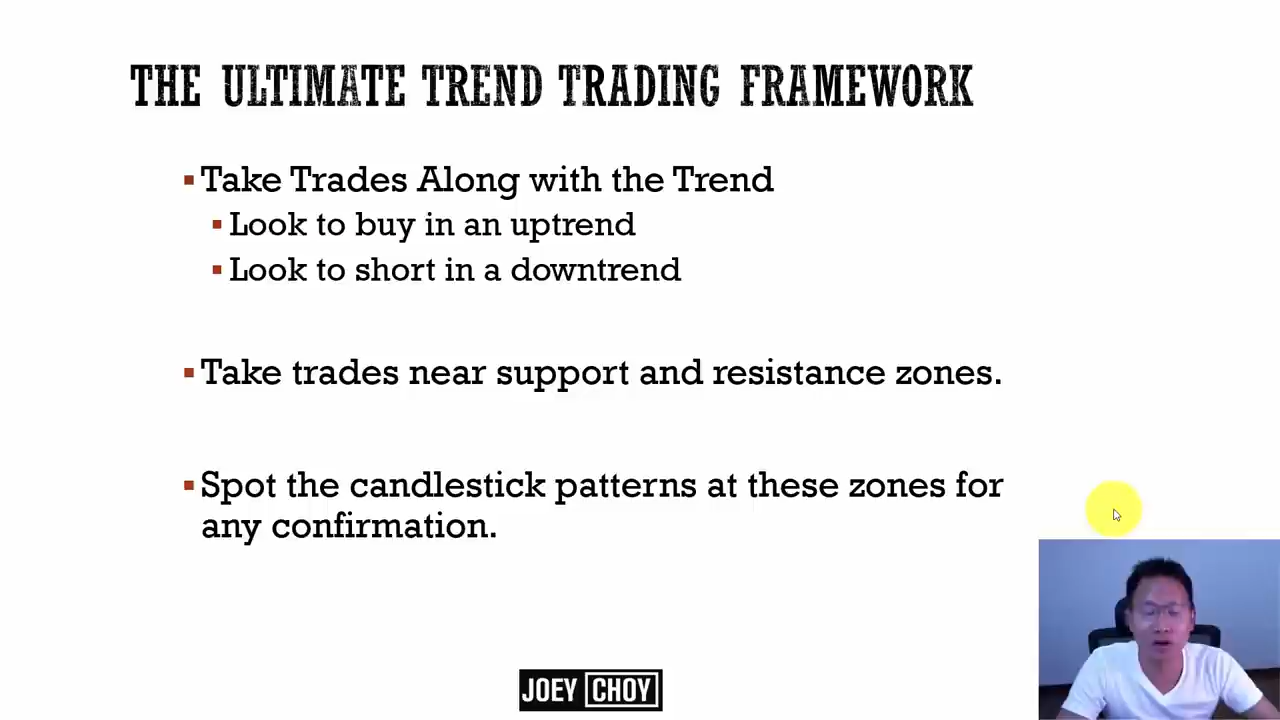 THE ULTIMATE TREND TRADING FRAMEWORK
Take Trades Along with the Trend
Look to buy in an uptrend
Look to short in a downtrend
Take trades near support and resistance zones.
Spot the candlestick patterns at these zones for
any confirmation.
JOEY CHOY